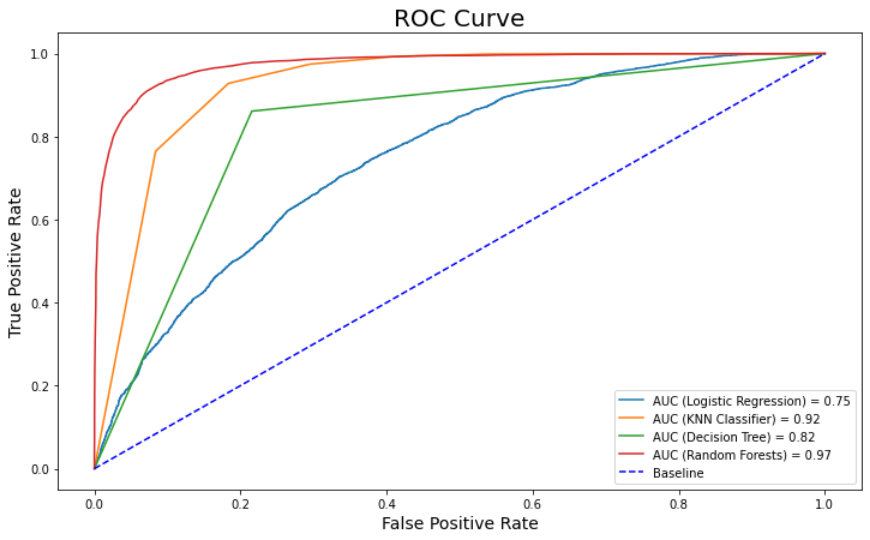 ROC Curve
1.0
0.8
0.6
0.4
0.2
0.0
True Positive Rate
AUC (Logistic Regression) = 0.75
AUC (KNN Classifier) = 0.92
AUC (Decision Tree) = 0.82
AUC (Random Forests) = 0.97
Baseline
0.0 0.2 0.4 0.6 0.8 1.0
False Positive Rate